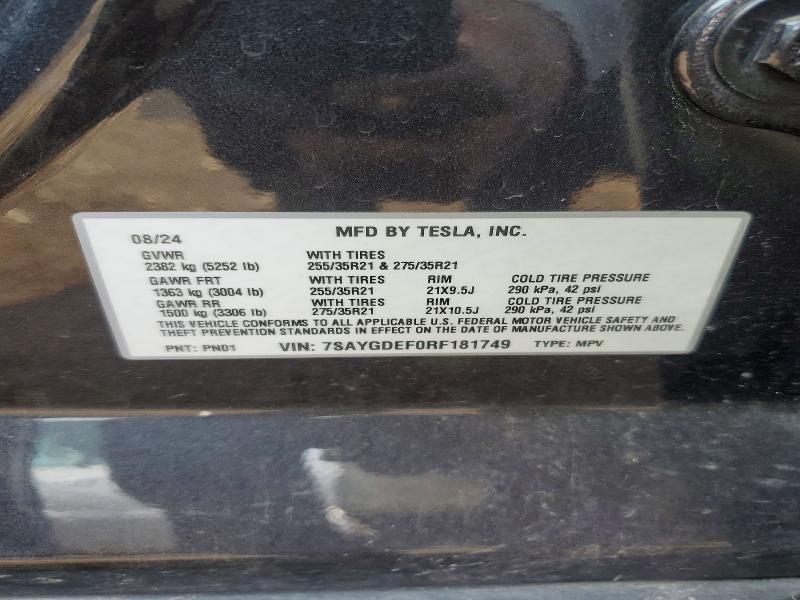 MFD BY TESLA, INC.
08/24
GVWR WITH TIRES
2382 kg (5252 lb) 255/35R21 & 275/35R21
GAWR FRT WITH TIRES RIM COLD TIRE PRESSURE
1363 kg (3004 lb) 255/35R21 21X9.5J 290 kPa, 42 psi
GAWR RR WITH TIRES RIM COLD TIRE PRESSURE
1500 kg (3306 lb) 275/35R21 21X10.5J 290 kPa, 42 psi
THIS VEHICLE CONFORMS TO ALL APPLICABLE U.S. FEDERAL MOTOR VEHICLE SAFETY AND
THEFT PREVENTION STANDARDS IN EFFECT ON THE DATE OF MANUFACTURE SHOWN ABOVE.
PNT: PN01 VIN: 7SAYGDEF0RF181749 TYPE: MPV